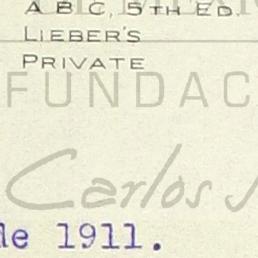 A B C, 5TH ED.
LIEBER'S
PRIVATE
FUNDAC
Carlos
de 1911.